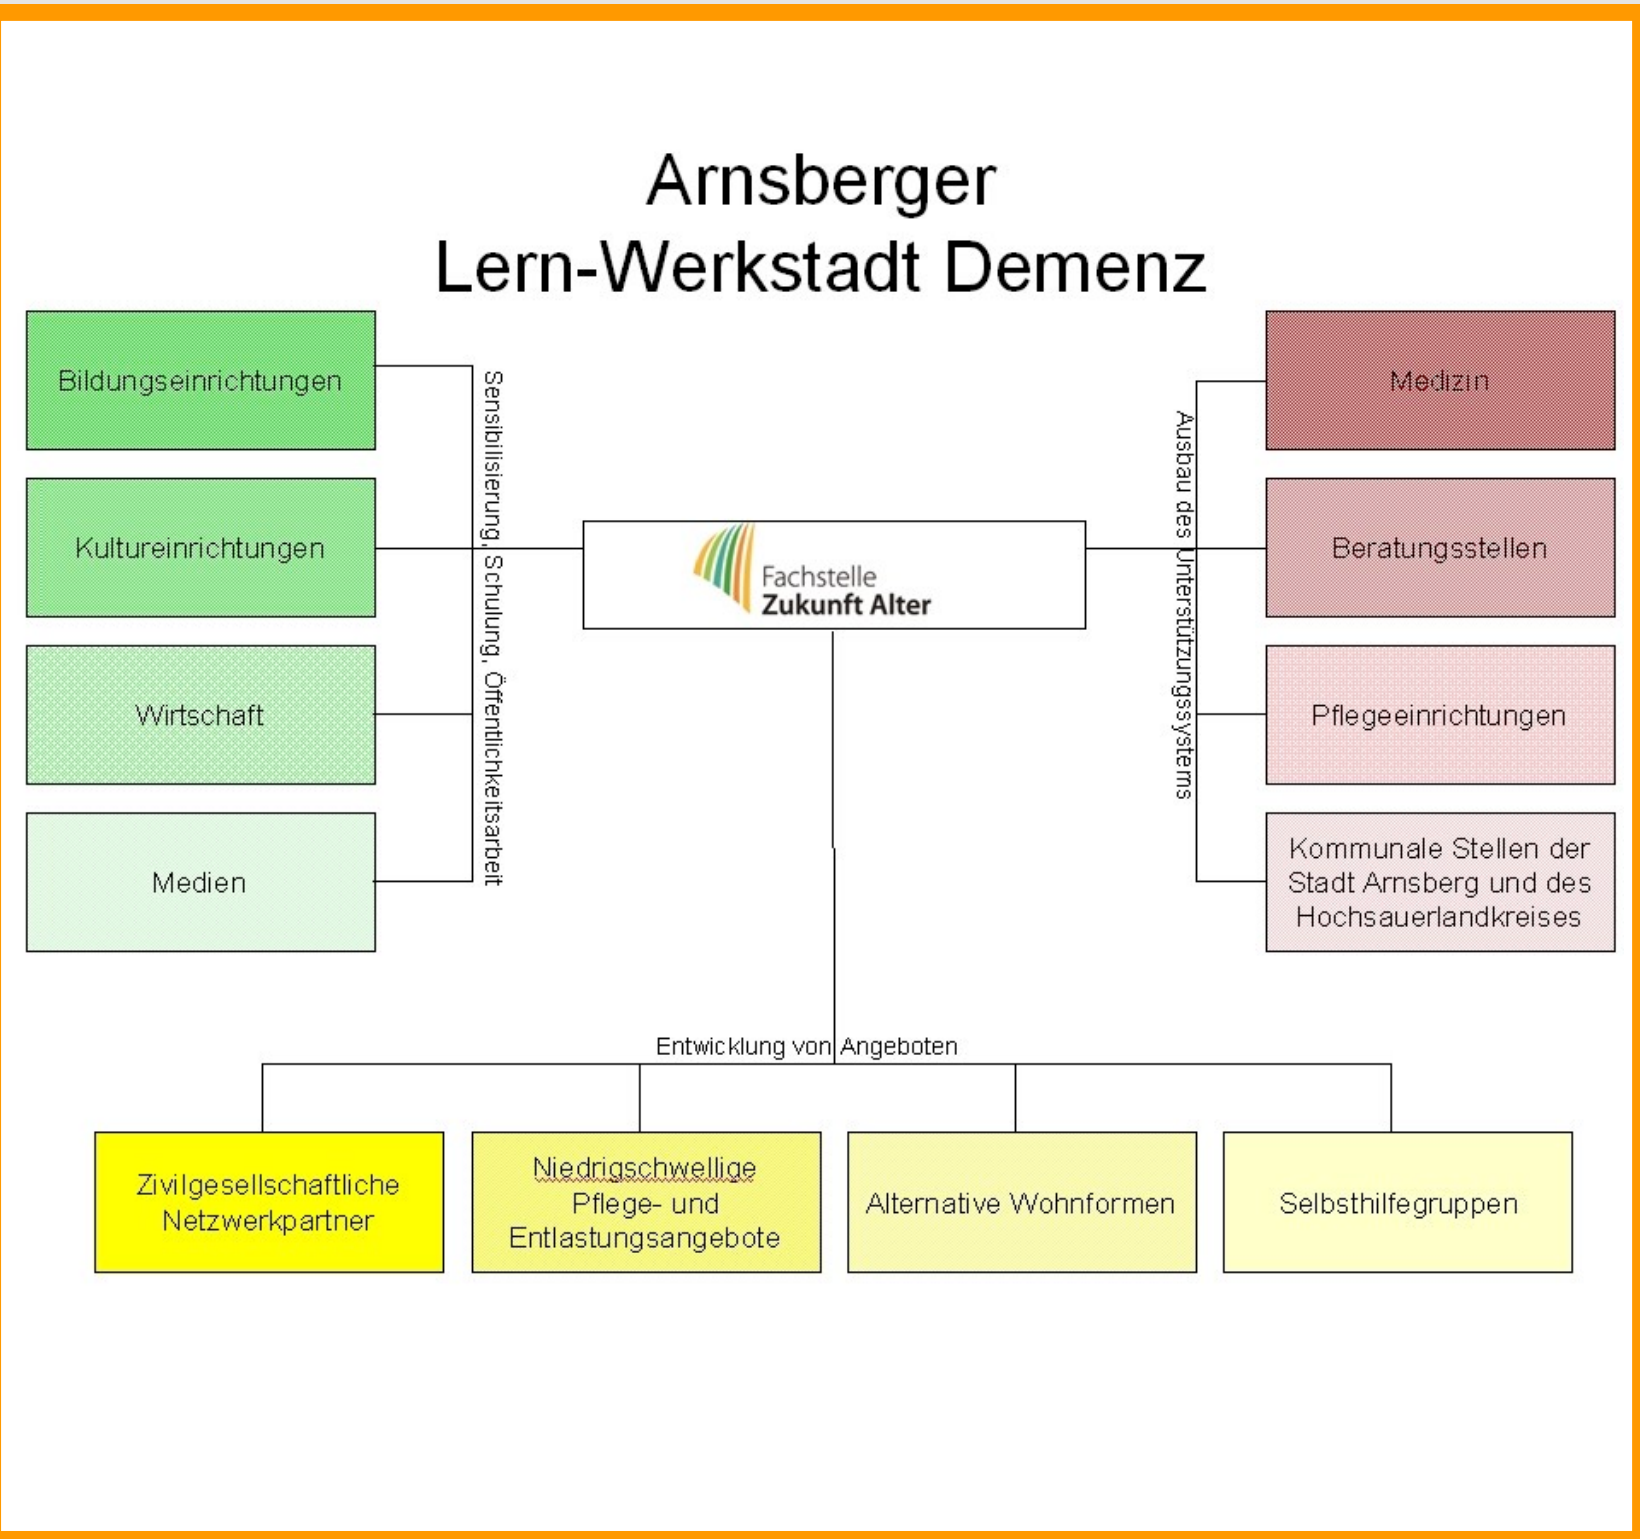 Arnsberger
Lern-Werkstadt Demenz
Bildungseinrichtungen
Kultureinrichtungen
Wirtschaft
Medien
Sensibilisierung, Schulung, Öffentlichkeitsarbeit
Fachstelle
Zukunft Alter
Ausbau des Unterstützungssystems
Medizin
Beratungsstellen
Pflegeeinrichtungen
Kommunale Stellen der
Stadt Arnsberg und des
Hochsauerlandkreises
Entwicklung von Angeboten
Zivilgesellschaftliche
Netzwerkpartner
Niedrigschwellige
Pflege- und
Entlastungsangebote
Alternative Wohnformen
Selbsthilfegruppen